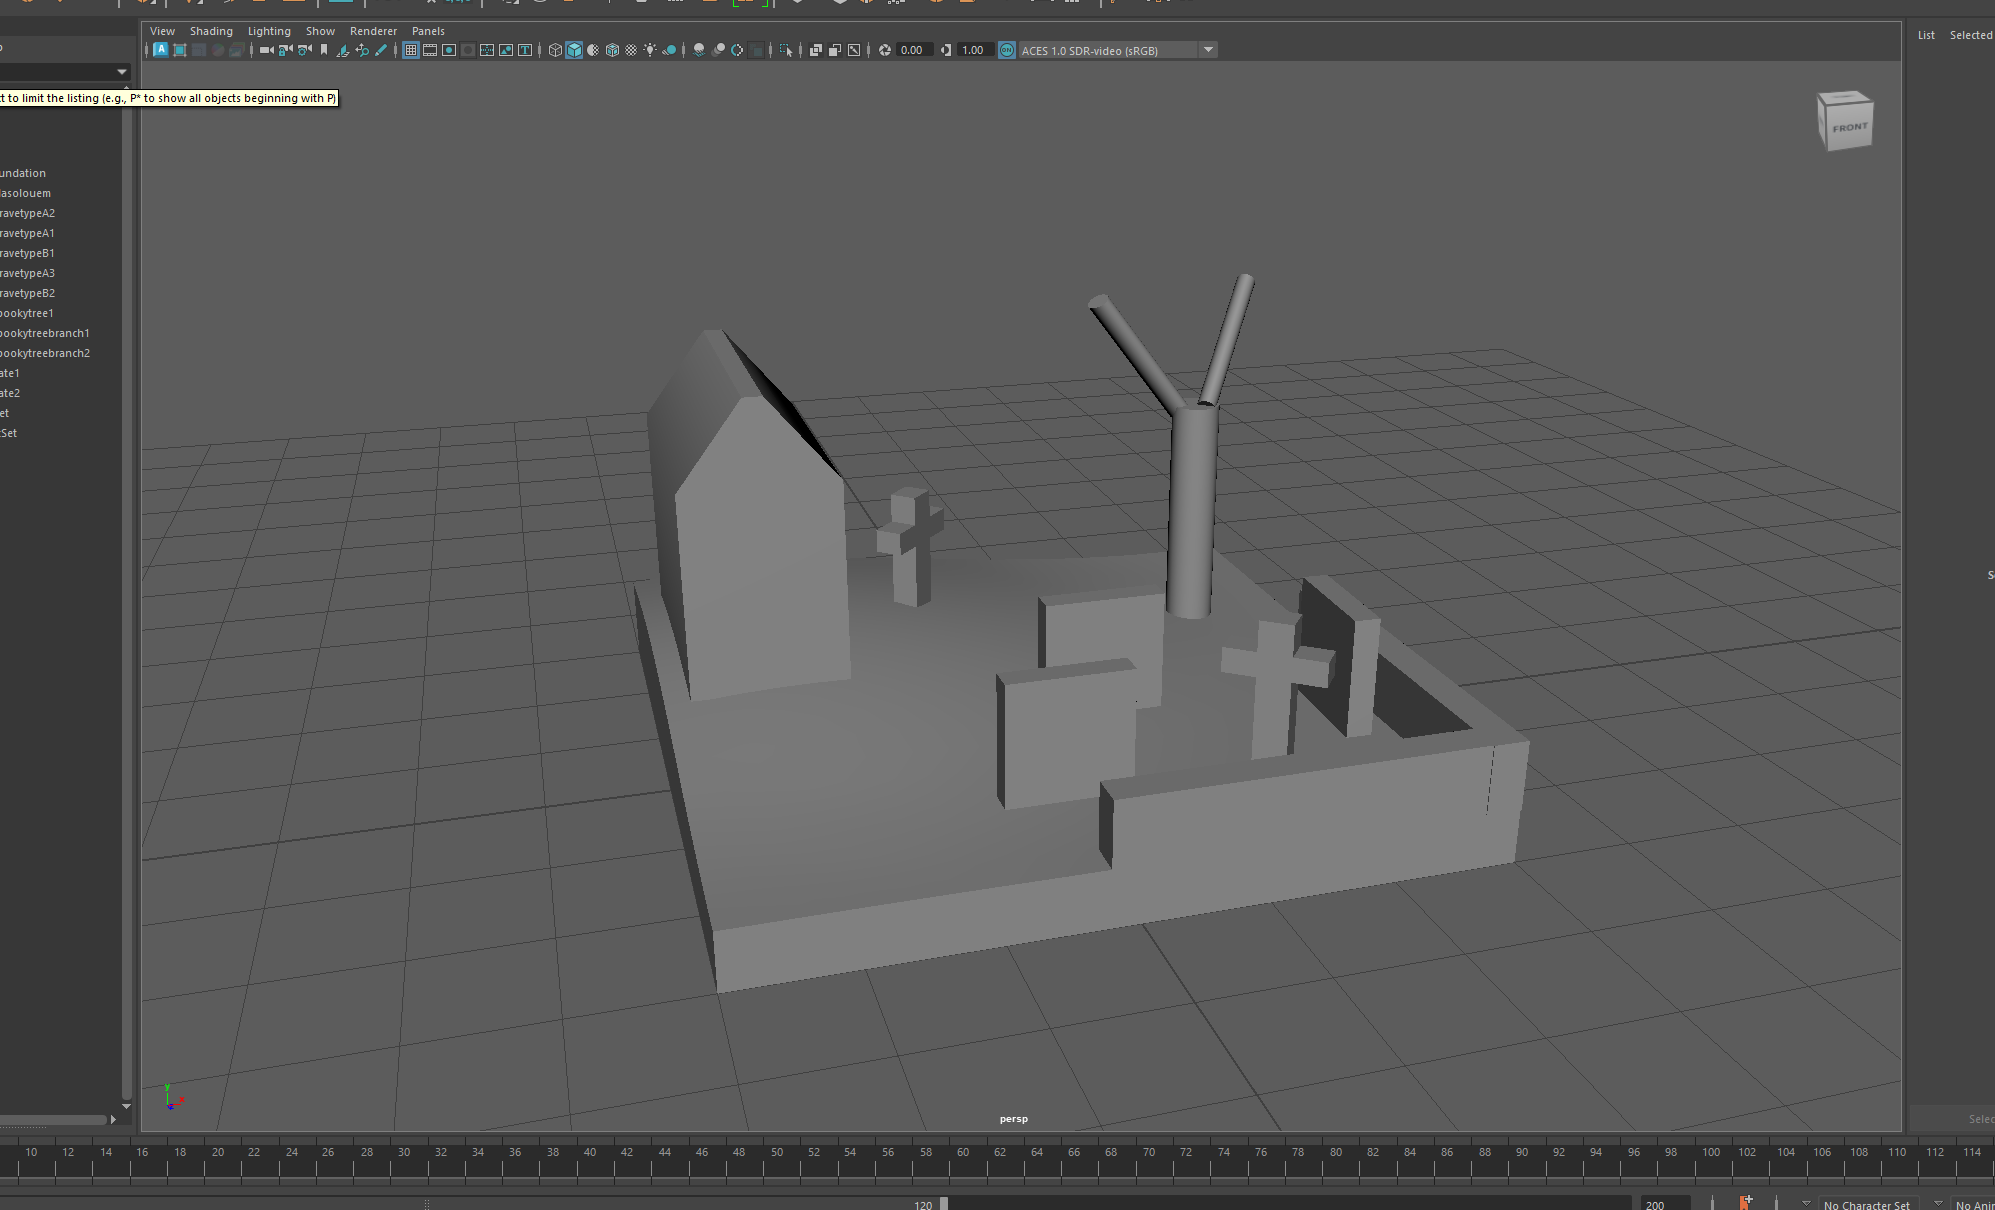 View Shading Lighting Show Renderer Panels
List Selected
0.00 1.00 ON ACES 1.0 SDR-video (sRGB)
ct to limit the listing (e.g., P* to show all objects beginning with P)
FRONT
undation
asolouem
ravetypeA2
ravetypeA1
ravetypeB1
ravetypeA3
ravetypeB2
pookytree1
pookytreebranch1
pookytreebranch2
ate1
ate2
et
tSet
y
persp
Selec
10 12 14 16 18 20 22 24 26 28 30 32 34 36 38 40 42 44 46 48 50 52 54 56 58 60 62 64 66 68 70 72 74 76 78 80 82 84 86 88 90 92 94 96 98 100 102 104 106 108 110 112 114
120 200 No Character Set No Anir